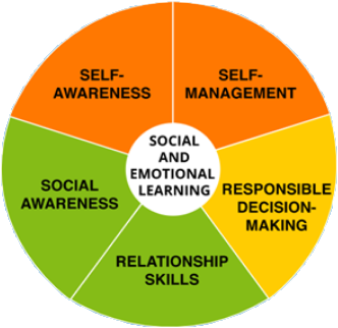 SELF-
AWARENESS
SELF-
MANAGEMENT
SOCIAL
AND
EMOTIONAL
LEARNING
SOCIAL
AWARENESS
RESPONSIBLE
DECISION-
MAKING
RELATIONSHIP
SKILLS